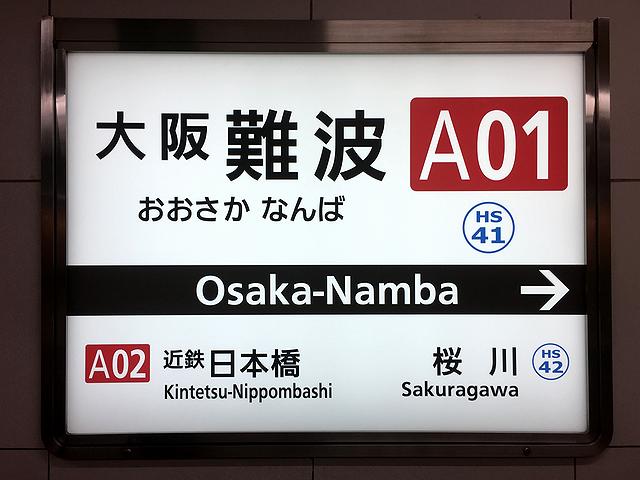 大阪難波 A01
おおさか なんば
HS
41
Osaka-Namba →
A02 近鉄日本橋
Kintetsu-Nippombashi
桜川 HS
42
Sakuragawa